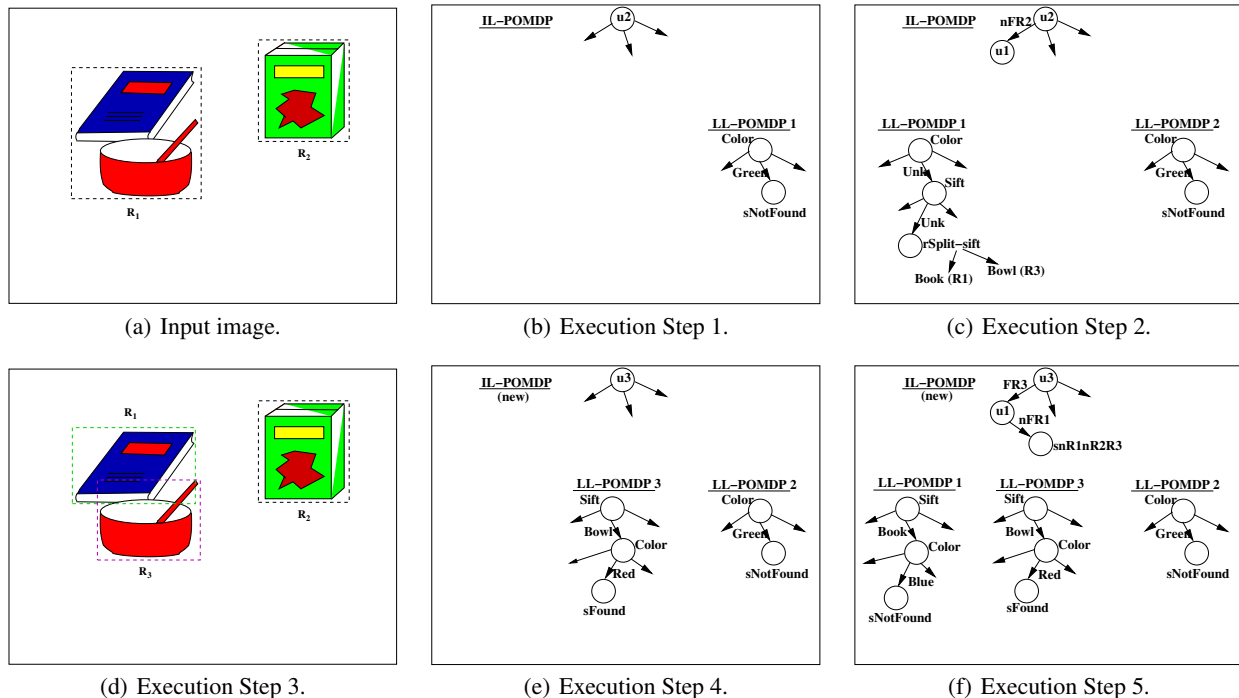 R1
R2
(a) Input image.
IL−POMDP
u2
LL−POMDP 1
Color
Green
sNotFound
(b) Execution Step 1.
IL−POMDP
nFR2
u2
u1
LL−POMDP 1
Color
Unk
Sift
Unk
rSplit−sift
Book (R1)
Bowl (R3)
LL−POMDP 2
Color
Green
sNotFound
(c) Execution Step 2.
R1
R2
R3
(d) Execution Step 3.
IL−POMDP
(new)
u3
LL−POMDP 3
Sift
Bowl
Color
Red
sFound
LL−POMDP 2
Color
Green
sNotFound
(e) Execution Step 4.
IL−POMDP
(new)
FR3
u3
u1
nFR1
snR1nR2R3
LL−POMDP 1
Sift
Book
Color
Blue
sNotFound
LL−POMDP 3
Sift
Bowl
Color
Red
sFound
LL−POMDP 2
Color
Green
sNotFound
(f) Execution Step 5.